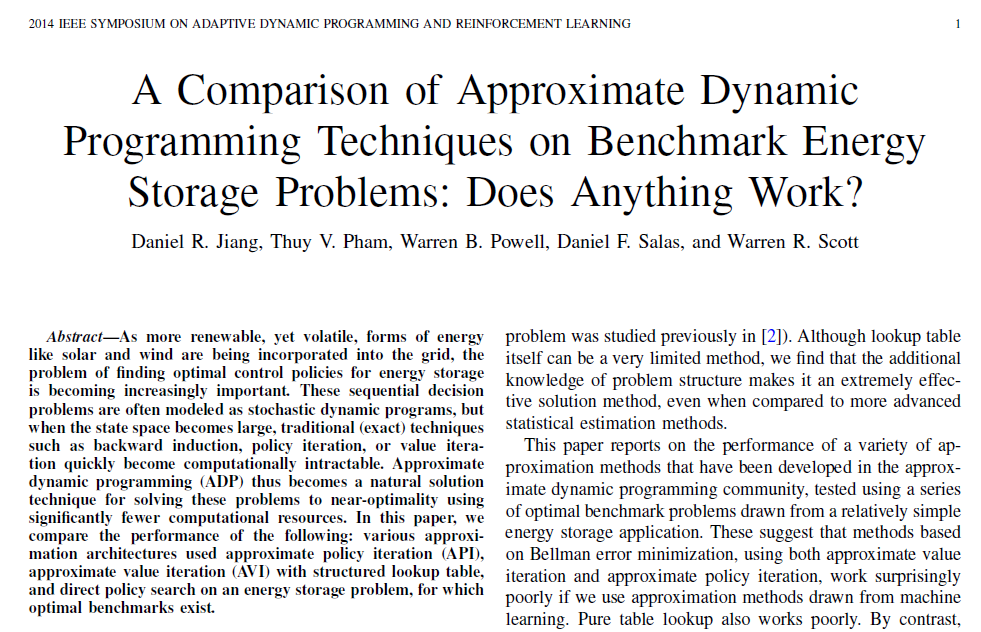 2014 IEEE SYMPOSIUM ON ADAPTIVE DYNAMIC PROGRAMMING AND REINFORCEMENT LEARNING 1
A Comparison of Approximate Dynamic
Programming Techniques on Benchmark Energy
Storage Problems: Does Anything Work?
Daniel R. Jiang, Thuy V. Pham, Warren B. Powell, Daniel F. Salas, and Warren R. Scott
Abstract—As more renewable, yet volatile, forms of energy
like solar and wind are being incorporated into the grid, the
problem of finding optimal control policies for energy storage
is becoming increasingly important. These sequential decision
problems are often modeled as stochastic dynamic programs, but
when the state space becomes large, traditional (exact) techniques
such as backward induction, policy iteration, or value itera-
tion quickly become computationally intractable. Approximate
dynamic programming (ADP) thus becomes a natural solution
technique for solving these problems to near-optimality using
significantly fewer computational resources. In this paper, we
compare the performance of the following: various approxi-
mation architectures used approximate policy iteration (API),
approximate value iteration (AVI) with structured lookup table,
and direct policy search on an energy storage problem, for which
optimal benchmarks exist.
problem was studied previously in [2]). Although lookup table
itself can be a very limited method, we find that the additional
knowledge of problem structure makes it an extremely effec-
tive solution method, even when compared to more advanced
statistical estimation methods.
This paper reports on the performance of a variety of ap-
proximation methods that have been developed in the approx-
imate dynamic programming community, tested using a series
of optimal benchmark problems drawn from a relatively simple
energy storage application. These suggest that methods based
on Bellman error minimization, using both approximate value
iteration and approximate policy iteration, work surprisingly
poorly if we use approximation methods drawn from machine
learning. Pure table lookup also works poorly. By contrast,